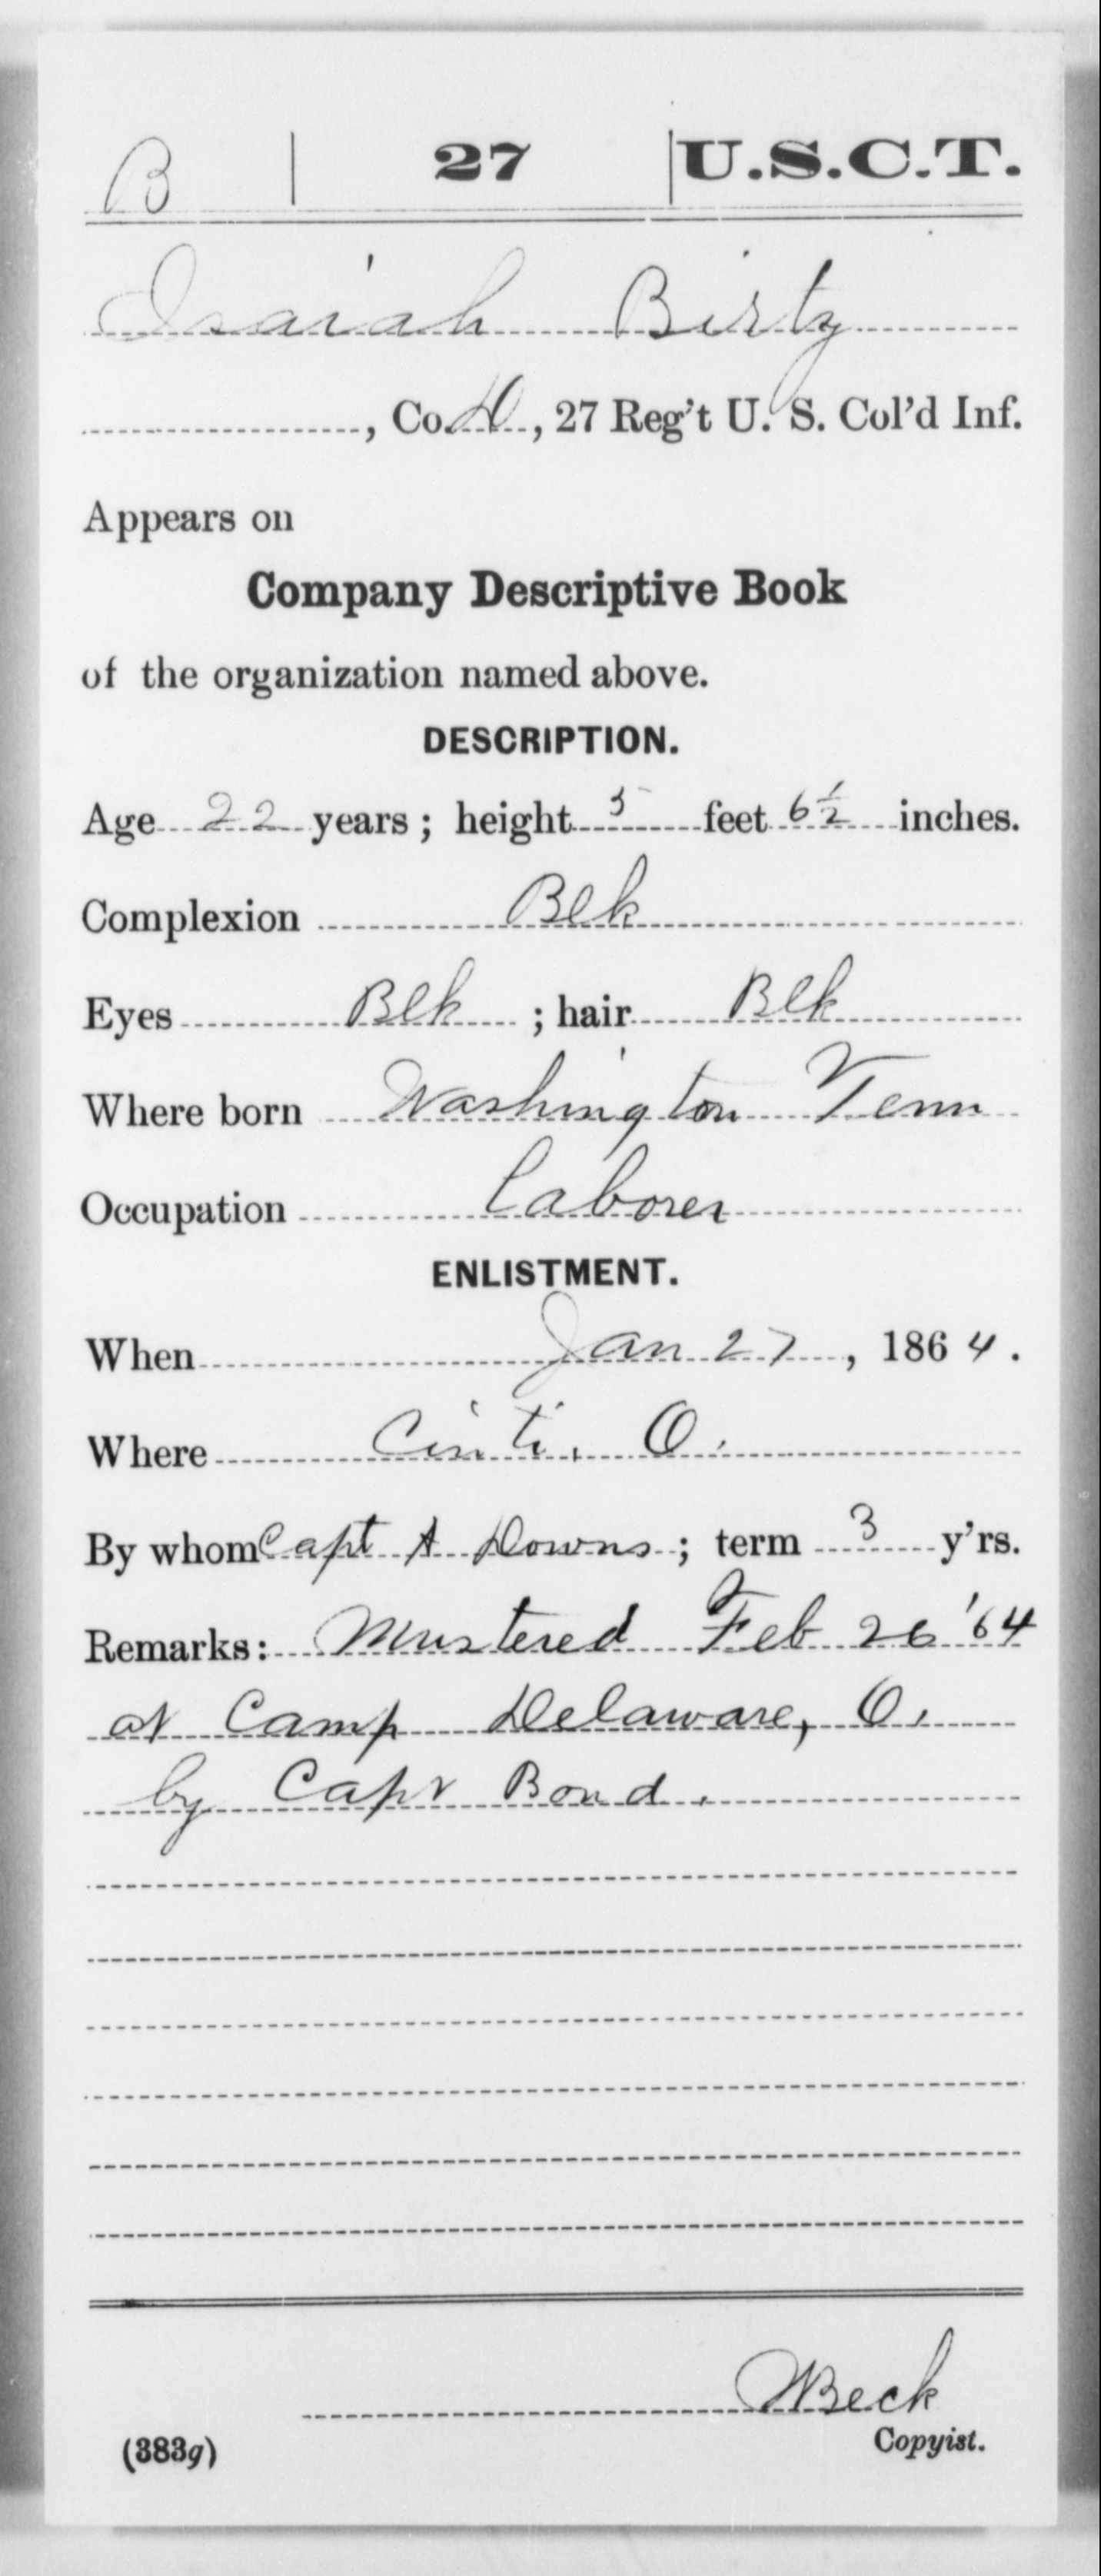 B | 27 | U.S.C.T.
Isaiah Birty
, Co. D, 27 Reg't U. S. Col'd Inf.
Appears on
Company Descriptive Book
of the organization named above.
DESCRIPTION.
Age 22 years; height 5 feet 6½ inches.
Complexion Blk
Eyes Blk; hair Blk
Where born Washington Tenn
Occupation Laborer
ENLISTMENT.
When Jan 27, 1864.
Where Cinti. O.
By whom Capt A Downs; term 3 y'rs.
Remarks: Mustered Feb 26 '64
at Camp Delaware, O.
by Capt Bond.
Beck
(383g) Copyist.